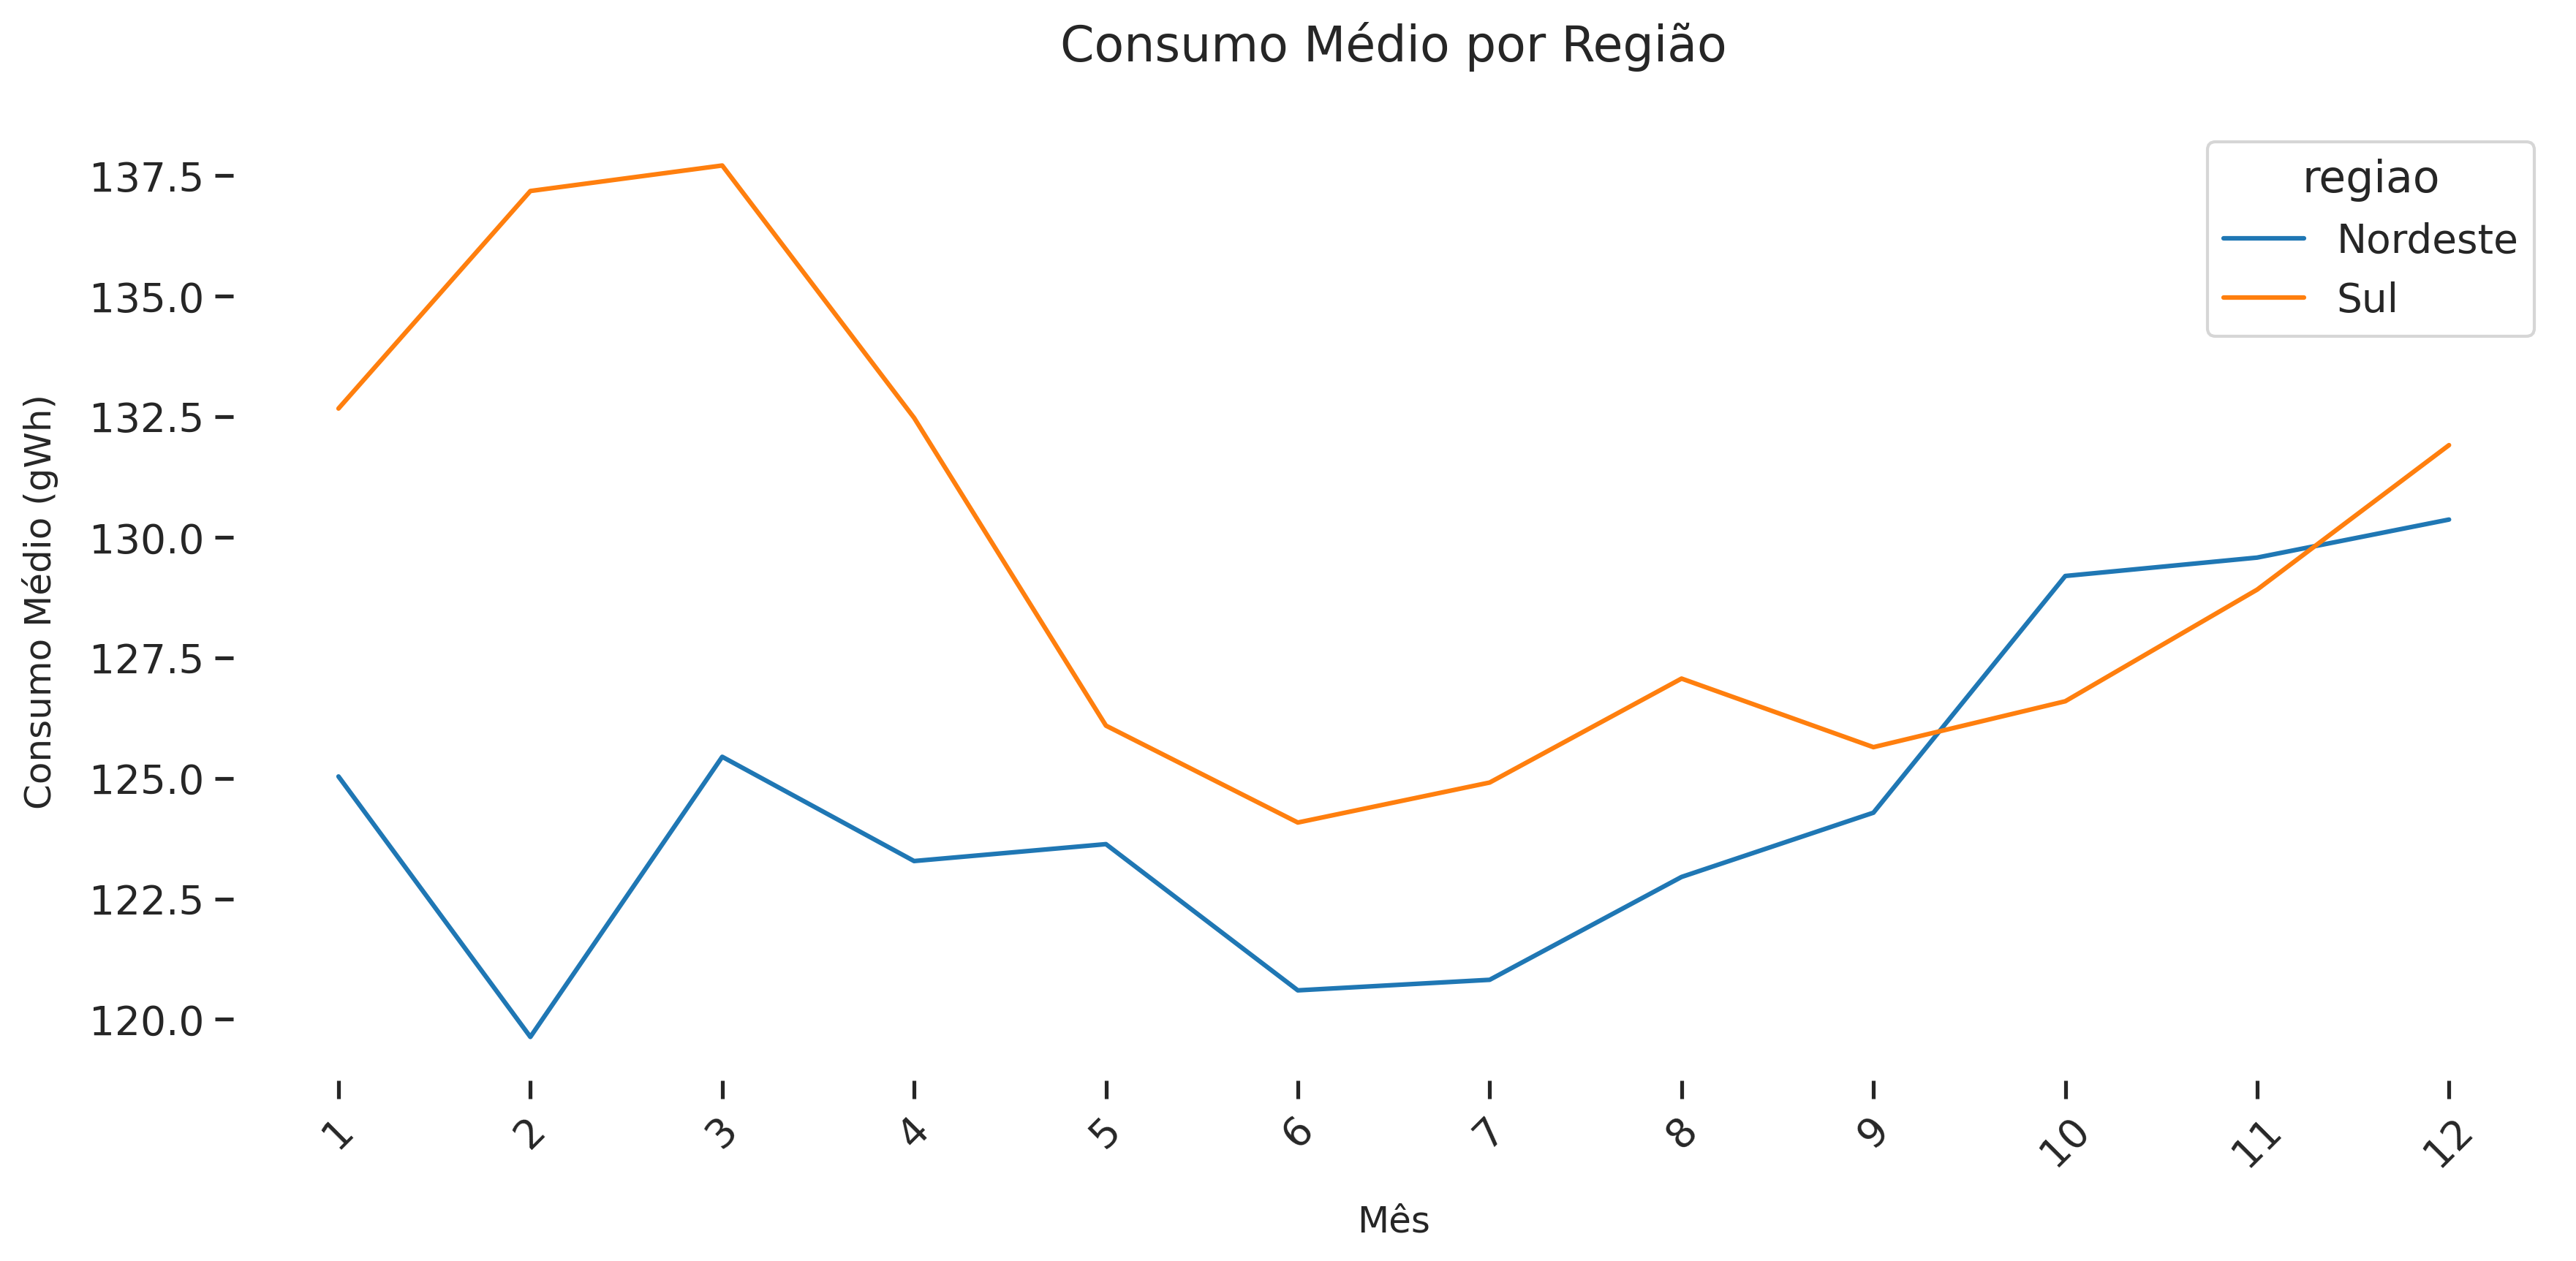 Consumo Médio por Região
137.5
135.0
132.5
130.0
127.5
125.0
122.5
120.0
Consumo Médio (gWh)
regiao
Nordeste
Sul
1 2 3 4 5 6 7 8 9 10 11 12
Mês